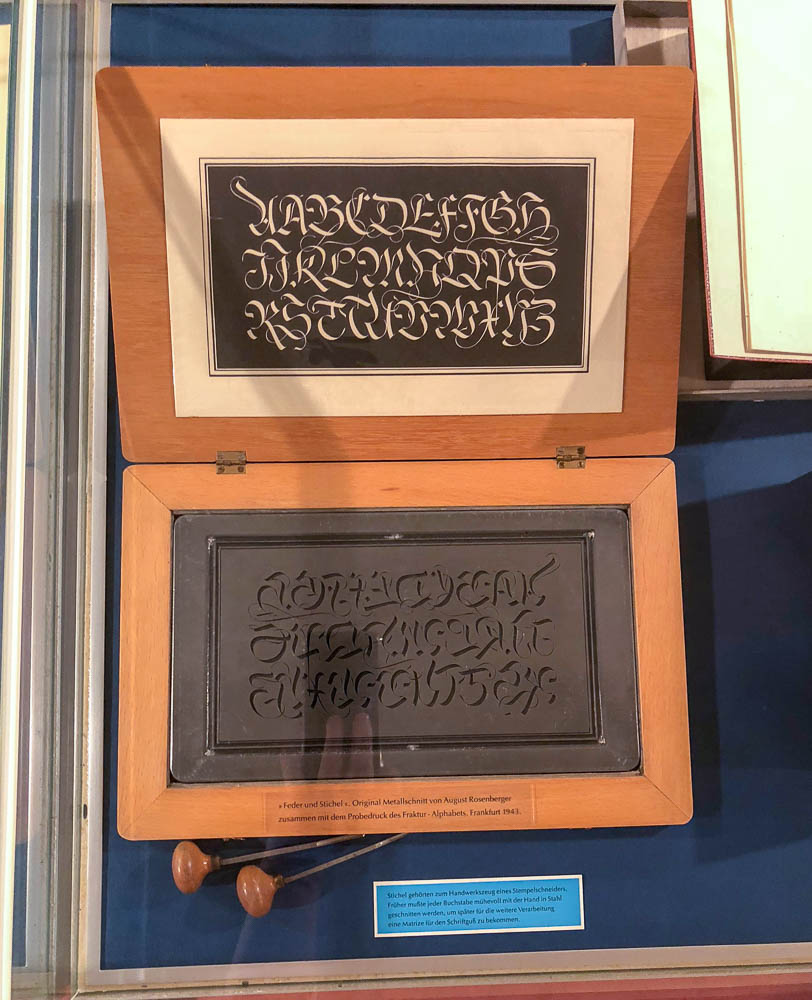 AABCDEFFGH
IJKLMNOPQ
RSTUVWXYZ
»Feder und Stichel«. Original Metallschnitt von August Rosenberger
zusammen mit dem Probedruck des Fraktur-Alphabets. Frankfurt 1943.
Stichel gehörten zum Handwerkszeug eines Stempelschneiders.
Früher mußte jeder Buchstabe mühevoll mit der Hand in Stahl
geschnitten werden, um später für die weitere Verarbeitung
eine Matrize für den Schriftguß zu bekommen.